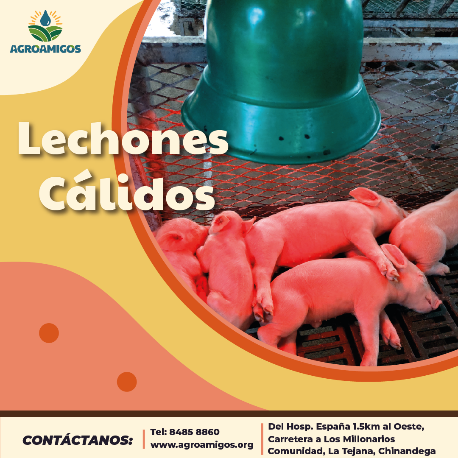 AGROAMIGOS
Lechones
Cálidos
CONTÁCTANOS:
Tel: 8485 8860
www.agroamigos.org
Del Hosp. España 1.5km al Oeste,
Carretera a Los Millonarios
Comunidad, La Tejana, Chinandega